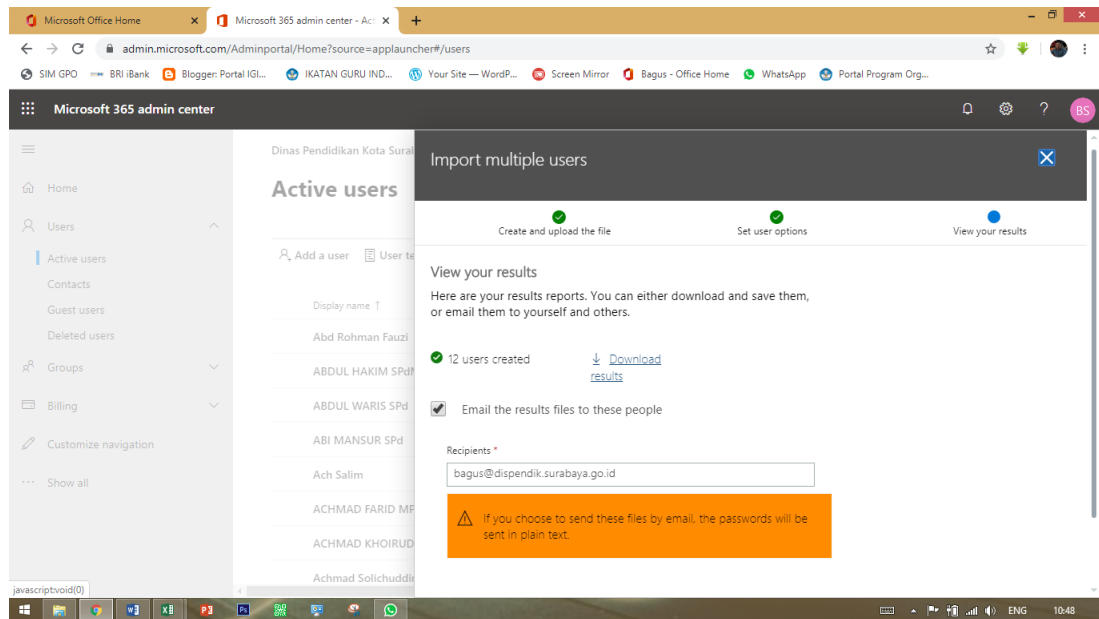 Microsoft Office Home
Microsoft 365 admin center - Act
admin.microsoft.com/Adminportal/Home?source=applauncher#/users
SIM GPO BRI iBank Blogger: Portal IGI... IKATAN GURU IND... Your Site — WordP... Screen Mirror Bagus - Office Home WhatsApp Portal Program Org...
Microsoft 365 admin center
BS
Home
Users
Active users
Contacts
Guest users
Deleted users
Groups
Billing
Customize navigation
Show all
Dinas Pendidikan Kota Sural
Active users
Add a user User te
Display name ↑
Abd Rohman Fauzi
ABDUL HAKIM SPdM
ABDUL WARIS SPd
ABI MANSUR SPd
Ach Salim
ACHMAD FARID MP
ACHMAD KHOIRUD
Achmad Solichuddin
Import multiple users
Create and upload the file
Set user options
View your results
View your results
Here are your results reports. You can either download and save them,
or email them to yourself and others.
12 users created
Download
results
Email the results files to these people
Recipients *
bagus@dispendik.surabaya.go.id
If you choose to send these files by email, the passwords will be
sent in plain text.
javascript:void(0)
ENG 10:48